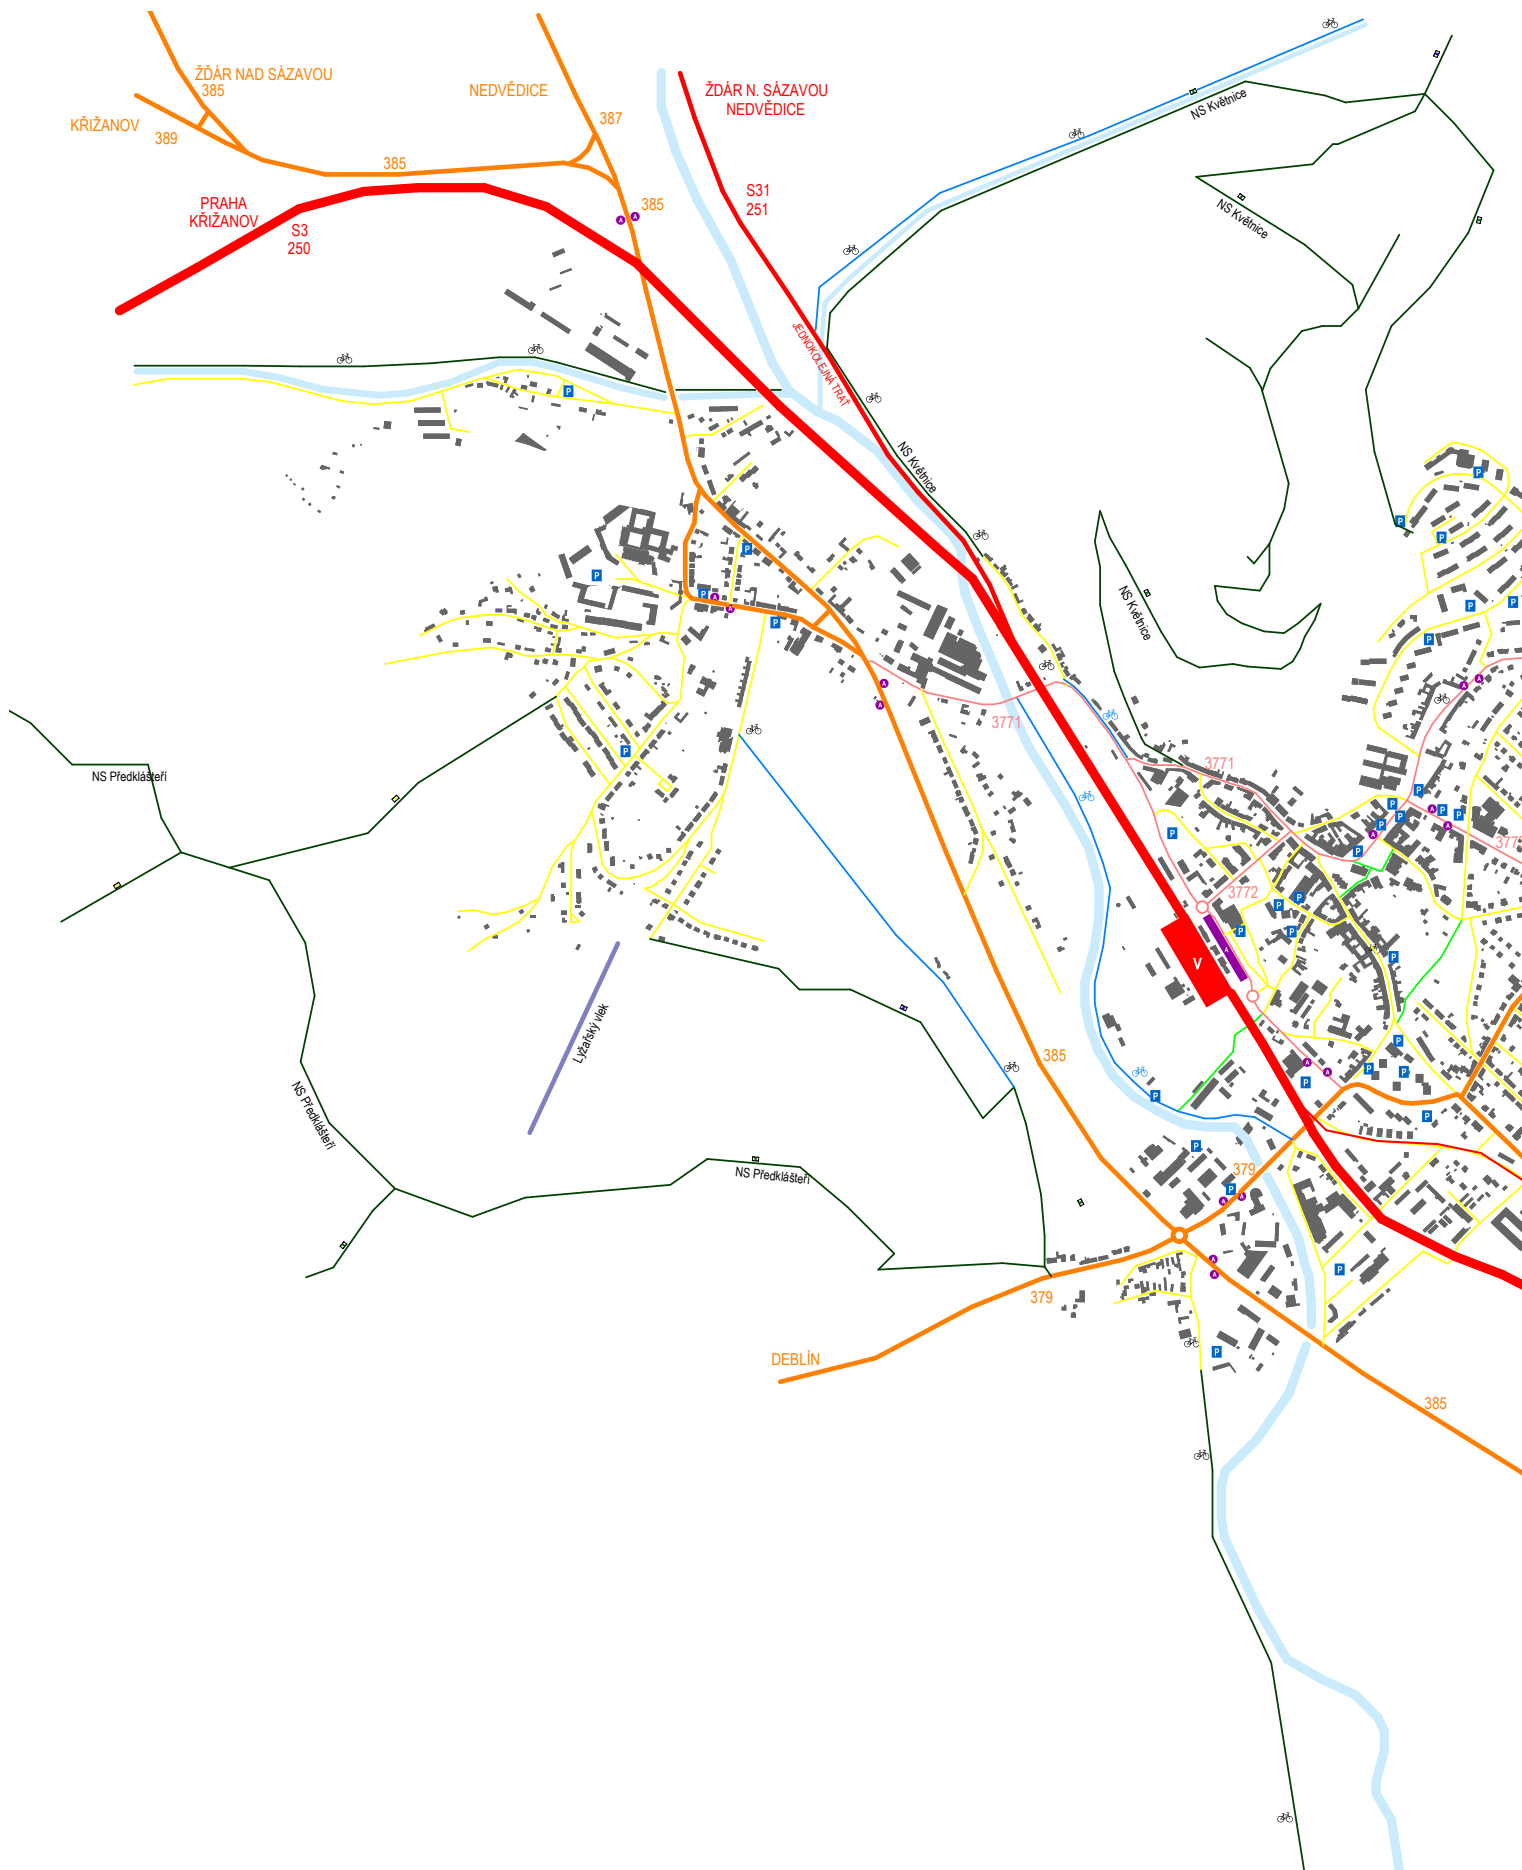 ŽĎÁR NAD SÁZAVOU
385
NEDVĚDICE
ŽDÁR N. SÁZAVOU
NEDVĚDICE
KŘIŽANOV
389
387
385
NS Květnice
PRAHA
KŘIŽANOV
S3
250
385
S31
251
NS Květnice
JEDNOKOLEJNÁ TRAŤ
P
NS Květnice
NS Květnice
3771
3771
NS Předklášteří
3772
3772
V
A
Lyžařský vlek
385
NS Předklášteří
NS Předklášteří
379
379
DEBLÍN
385